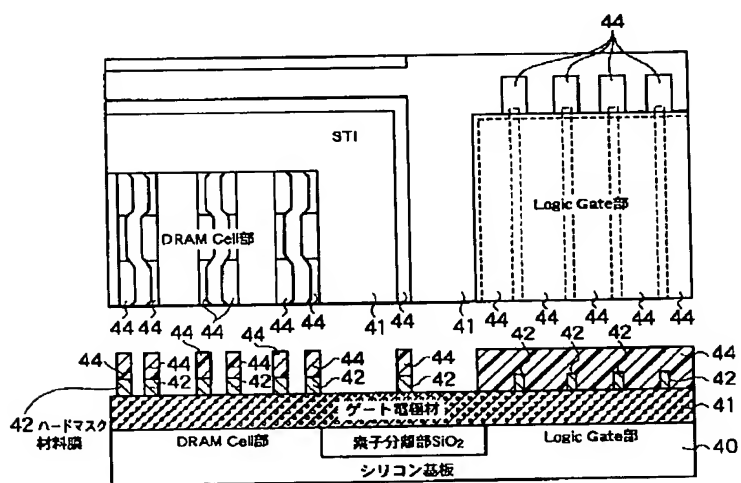 44
STI
DRAM Cell部
Logic Gate部
44 44 44 44 44 41 44 41 44 44 44 44 44
44 44 42 42 42
44 44 44 44 44 44 44
42 42 42 42 42
42 ハードマスク材料膜
ゲート電極材
41
DRAM Cell部
素子分離部SiO2
Logic Gate部
40
シリコン基板